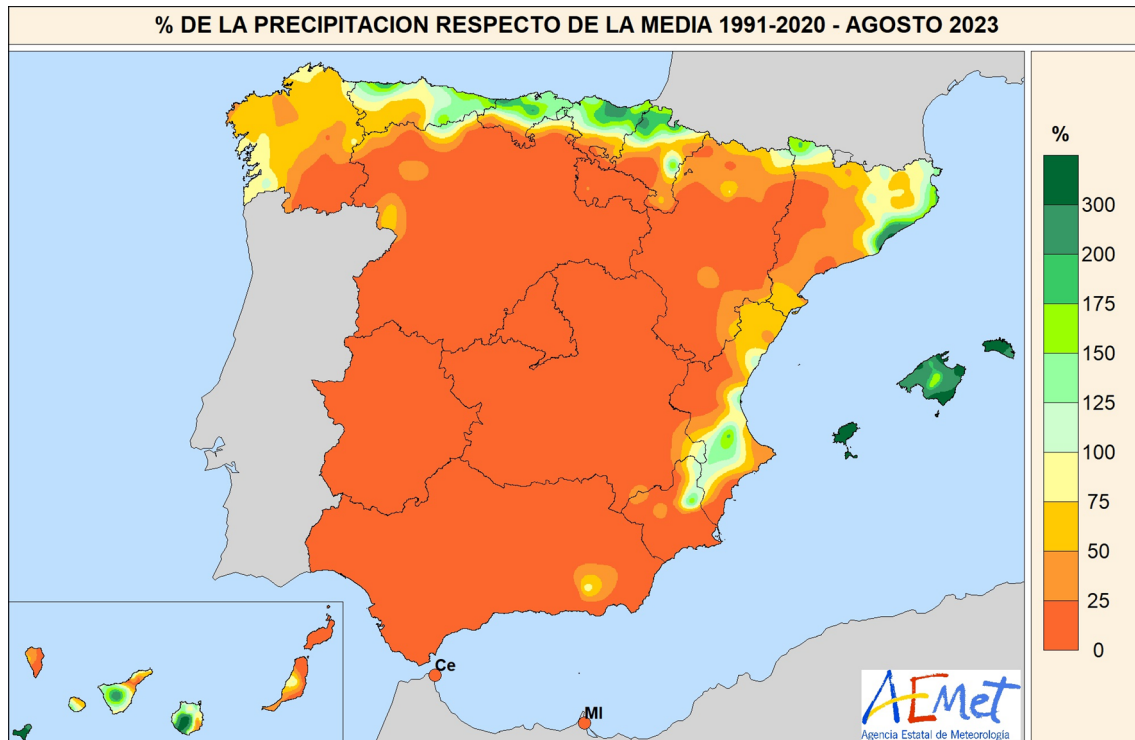 % DE LA PRECIPITACION RESPECTO DE LA MEDIA 1991-2020 - AGOSTO 2023
%
300
200
175
150
125
100
75
50
25
0
Ce
Ml
AEMet
Agencia Estatal de Meteorología